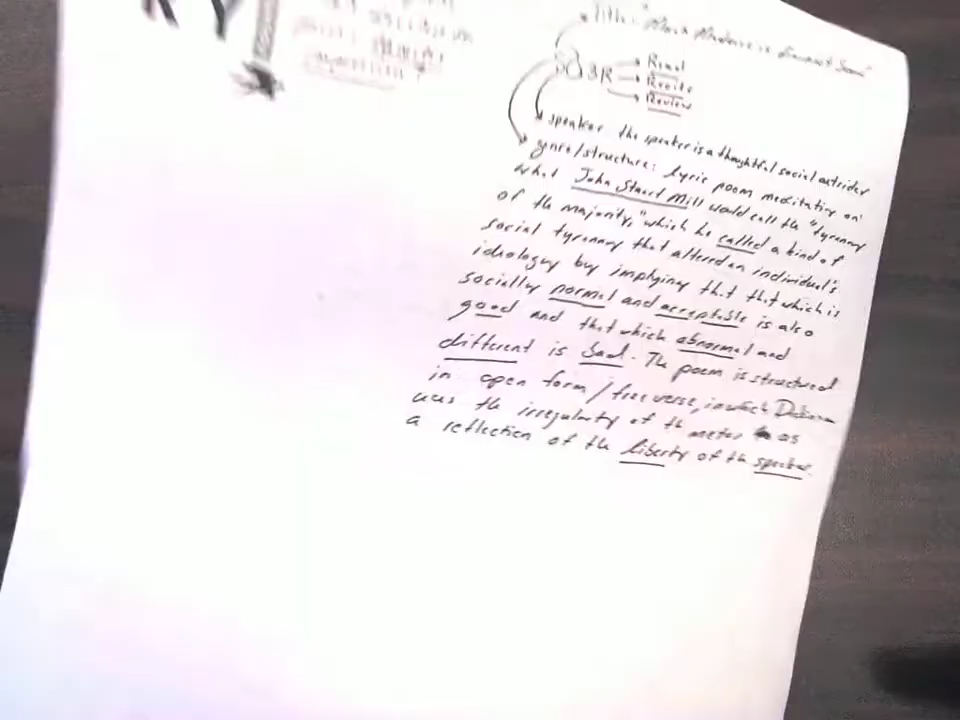 RY
Title: "Much Madness is Divinest Sense"
3R → Read
→ Recite
→ Review
speaker: the speaker is a thoughtful social outsider
genre/structure: lyric poem meditating on
what John Stuart Mill would call the "tyranny
of the majority," which he called a kind of
social tyranny that altered an individual's
ideology by implying that that which is
socially normal and acceptable is also
good and that which abnormal and
different is bad. The poem is structured
in open form/free verse, in which Dickinson
uses the irregularity of the meter as
a reflection of the liberty of the speaker.